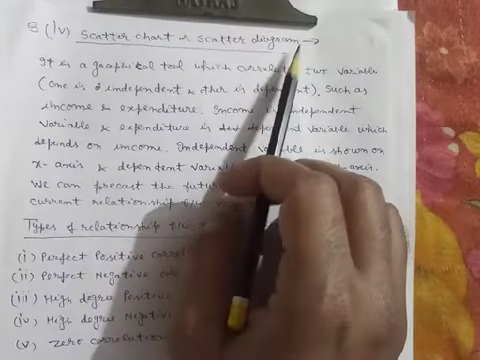 8 (iv) Scatter chart or Scatter diagram →
It is a graphical tool which correlates two variable
(one is independent & other is dependent). Such as
income & expenditure. Income is independent
variable & expenditure is dependent variable which
depends on income. Independent variable is shown on
x-axis & dependent axis.
We can
current relationship
Types of relationship
(i) Perfect Positive
(ii) Perfect Negative
(iii) High degree Positive
(iv) High degree Negative
(v) Zero correlation